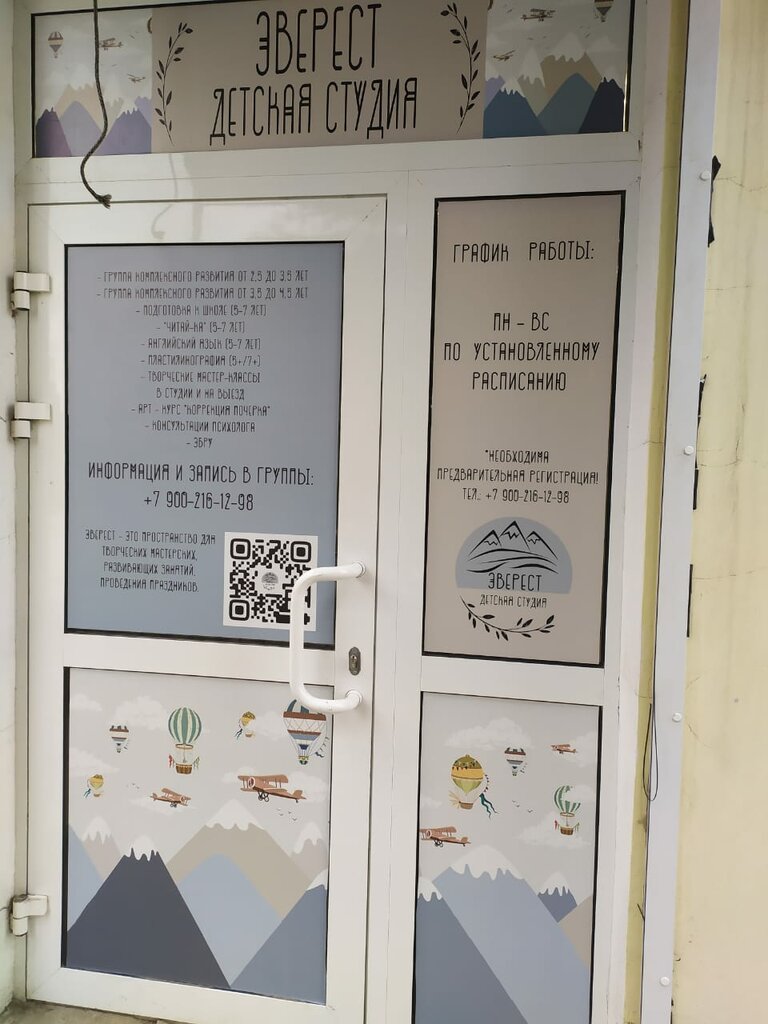 ЭВЕРЕСТ
ДЕТСКАЯ СТУДИЯ
- ГРУППА КОМПЛЕКСНОГО РАЗВИТИЯ ОТ 2,5 ДО 3,5 ЛЕТ
- ГРУППА КОМПЛЕКСНОГО РАЗВИТИЯ ОТ 3,5 ДО 4,5 ЛЕТ
- ПОДГОТОВКА К ШКОЛЕ (5-7 ЛЕТ)
- "ЧИТАЙ-КА" (5-7 ЛЕТ)
- АНГЛИЙСКИЙ ЯЗЫК (5-7 ЛЕТ)
- ПЛАСТИЛИНОГРАФИЯ (5+/7+)
- ТВОРЧЕСКИЕ МАСТЕР-КЛАССЫ
В СТУДИИ И НА ВЫЕЗД
- АРТ - КУРС "КОРРЕКЦИЯ ПОЧЕРКА"
- КОНСУЛЬТАЦИИ ПСИХОЛОГА
- ЭБРУ
ИНФОРМАЦИЯ И ЗАПИСЬ В ГРУППЫ:
+7 900-216-12-98
ЭВЕРЕСТ - ЭТО ПРОСТРАНСТВО ДЛЯ
ТВОРЧЕСКИХ МАСТЕРСКИХ,
РАЗВИВАЮЩИХ ЗАНЯТИЙ,
ПРОВЕДЕНИЯ ПРАЗДНИКОВ.
ГРАФИК РАБОТЫ:
ПН - ВС
ПО УСТАНОВЛЕННОМУ
РАСПИСАНИЮ
*НЕОБХОДИМА
ПРЕДВАРИТЕЛЬНАЯ РЕГИСТРАЦИЯ!
ТЕЛ.: +7 900-216-12-98
ЭВЕРЕСТ
ДЕТСКАЯ СТУДИЯ